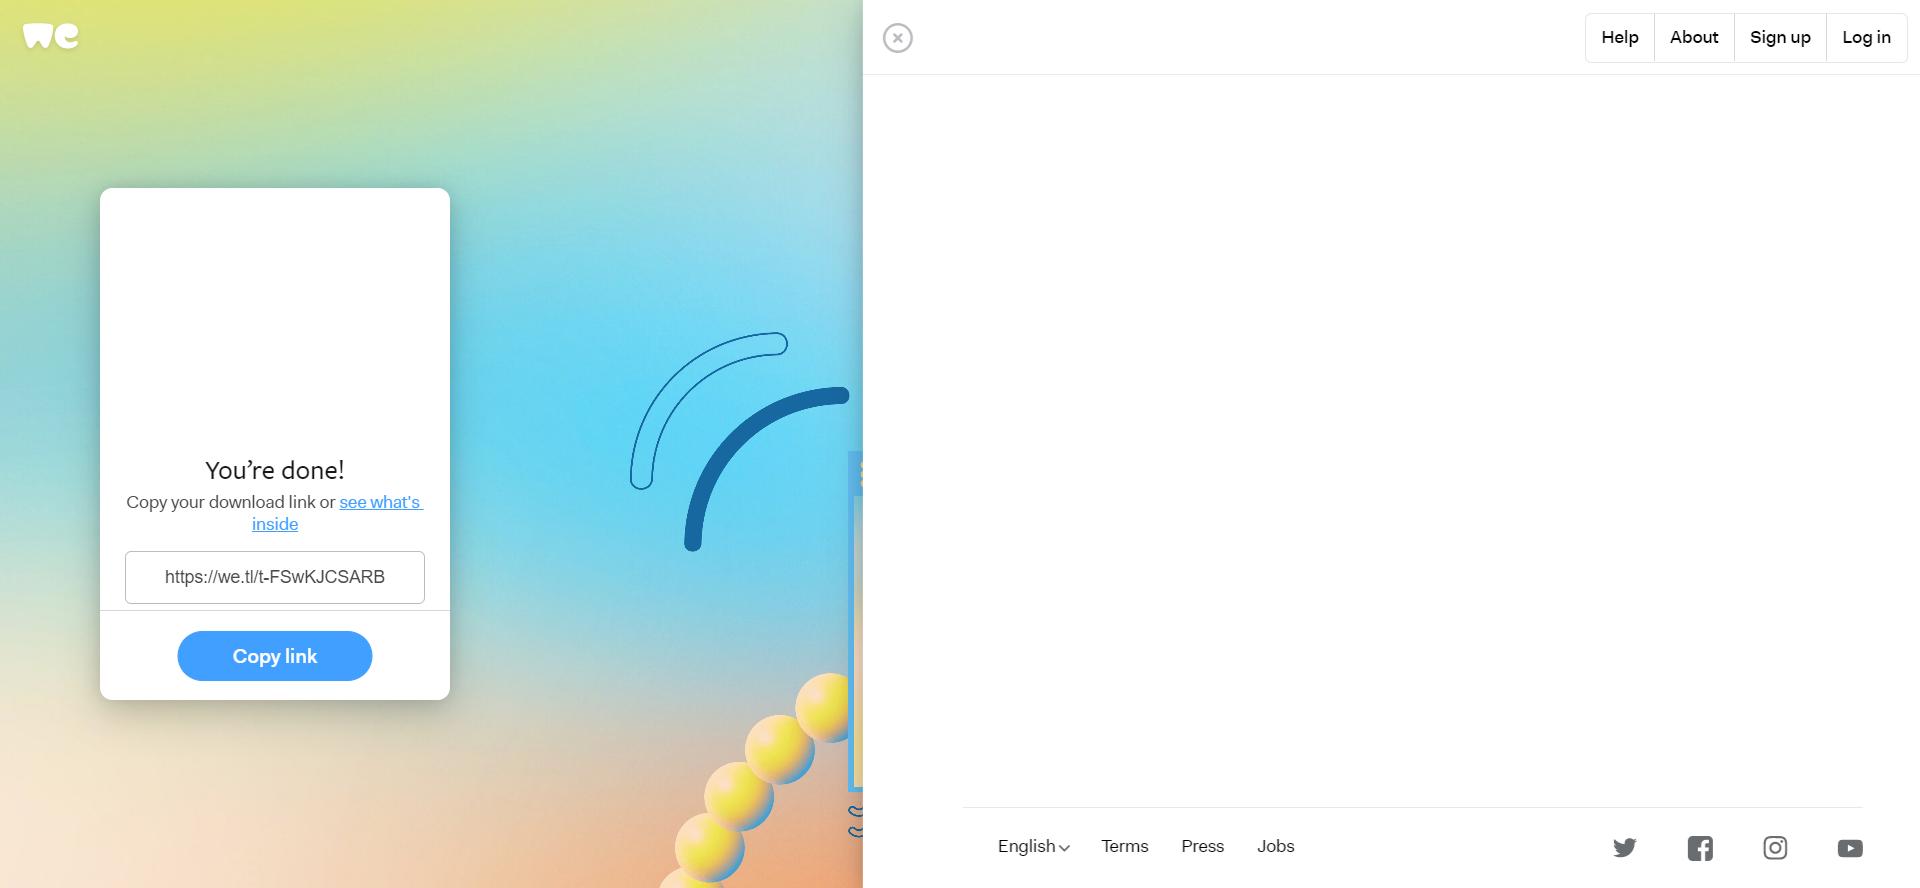 we
Help
About
Sign up
Log in
You're done!
Copy your download link or see what's
inside
https://we.tl/t-FSwKJCSARB
Copy link
English
Terms
Press
Jobs